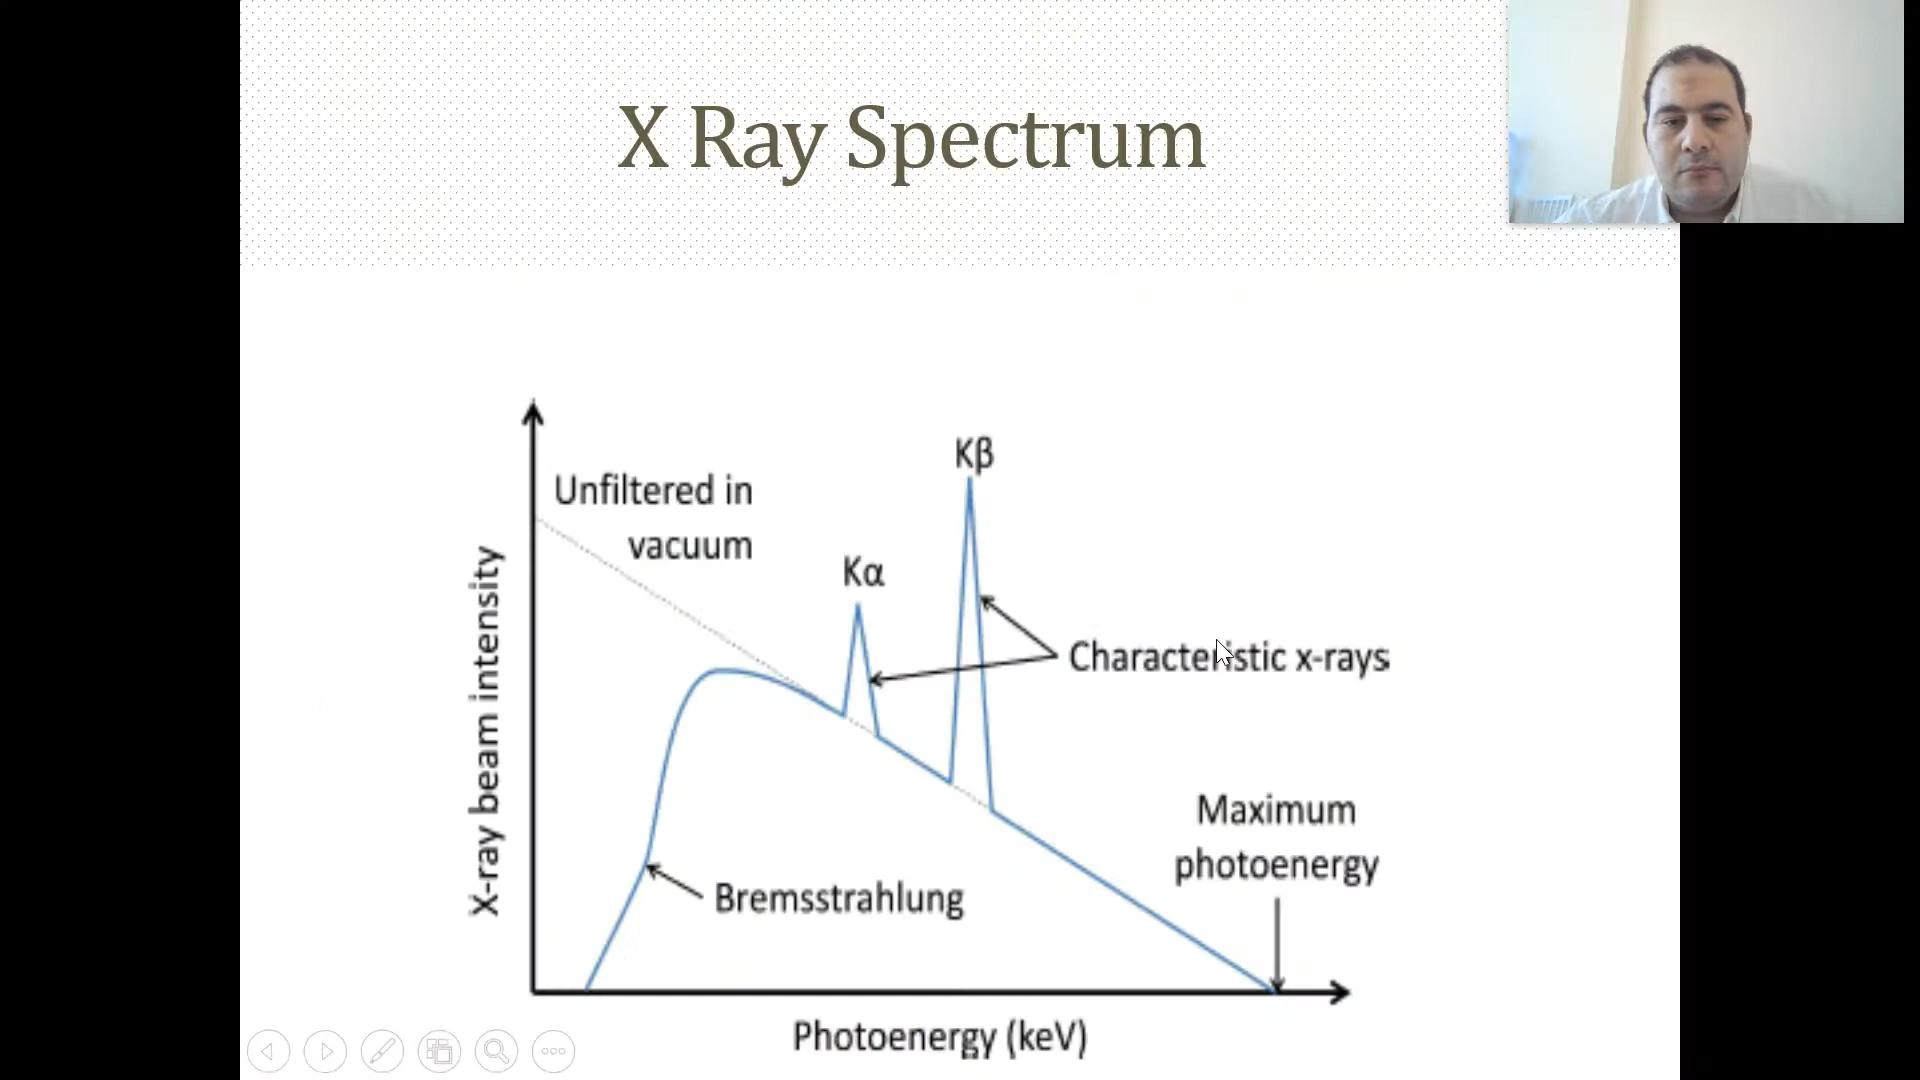 X Ray Spectrum
Kβ
Unfiltered in
vacuum
Kα
X-ray beam intensity
Characteristic x-rays
Maximum
photoenergy
Bremsstrahlung
Photoenergy (keV)